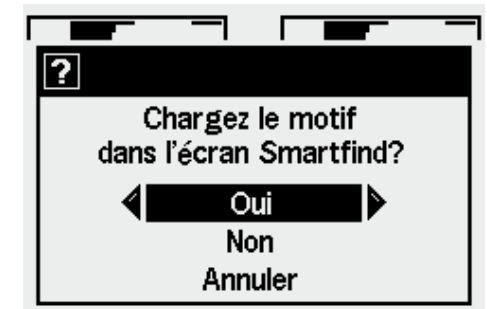 ?
Chargez le motif
dans l'écran Smartfind?
Oui
Non
Annuler